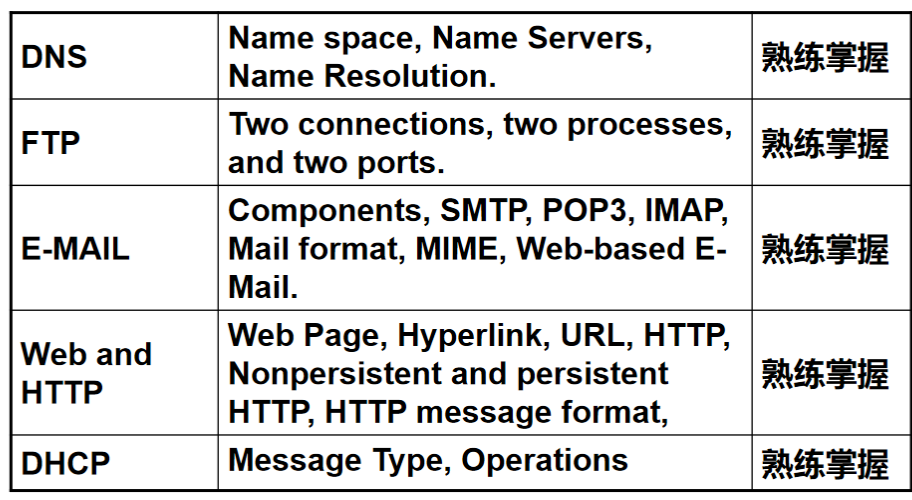 DNS
Name space, Name Servers,
Name Resolution.
熟练掌握
FTP
Two connections, two processes,
and two ports.
熟练掌握
E-MAIL
Components, SMTP, POP3, IMAP,
Mail format, MIME, Web-based E-
Mail.
熟练掌握
Web and
HTTP
Web Page, Hyperlink, URL, HTTP,
Nonpersistent and persistent
HTTP, HTTP message format,
熟练掌握
DHCP
Message Type, Operations
熟练掌握